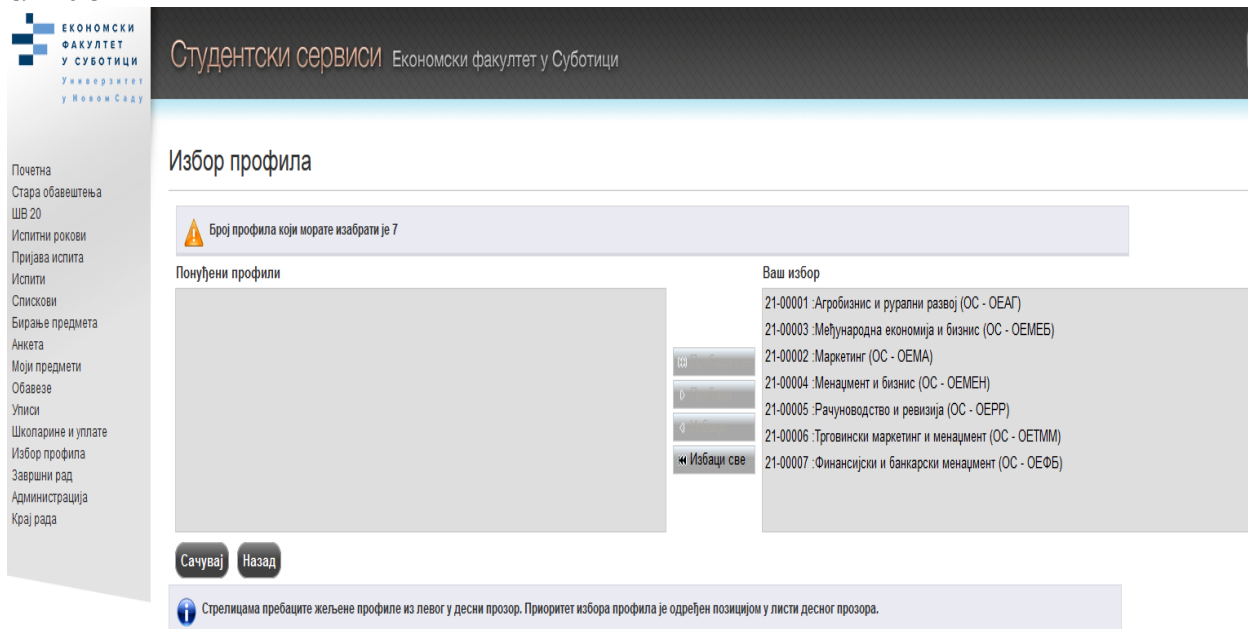 ЕКОНОМСКИ
ФАКУЛТЕТ
У СУБОТИЦИ
Универзитет
у Новом Саду
Студентски сервиси Економски факултет у Суботици
Почетна
Стара обавештења
ШВ 20
Испитни рокови
Пријава испита
Испити
Спискови
Бирање предмета
Анкета
Моји предмети
Обавезе
Уписи
Школарине и уплате
Избор профила
Завршни рад
Администрација
Крај рада
Избор профила
Број профила који морате изабрати је 7
Понуђени профили
Избаци све
Ваш избор
21-00001 :Агробизнис и рурални развој (ОС - ОЕАГ)
21-00003 :Међународна економија и бизнис (ОС - ОЕМЕБ)
21-00002 :Маркетинг (ОС - ОЕМА)
21-00004 :Менаџмент и бизнис (ОС - ОЕМЕН)
21-00005 :Рачуноводство и ревизија (ОС - ОЕРР)
21-00006 :Трговински маркетинг и менаџмент (ОС - ОЕТММ)
21-00007 :Финансијски и банкарски менаџмент (ОС - ОЕФБ)
Сачувај
Назад
Стрелицама пребаците жељене профиле из левог у десни прозор. Приоритет избора профила је одређен позицијом у листи десног прозора.